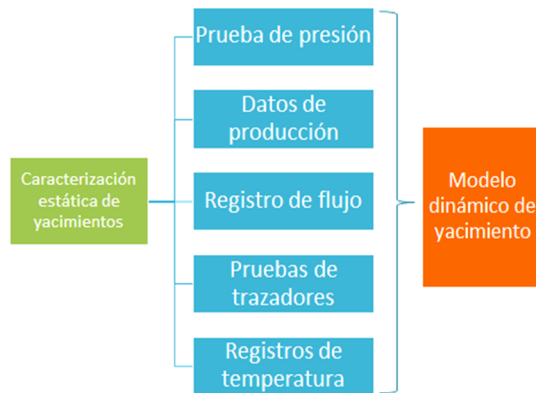 Prueba de presión
Datos de
producción
Caracterización
estática de
yacimientos
Registro de flujo
Modelo
dinámico de
yacimiento
Pruebas de
trazadores
Registros de
temperatura